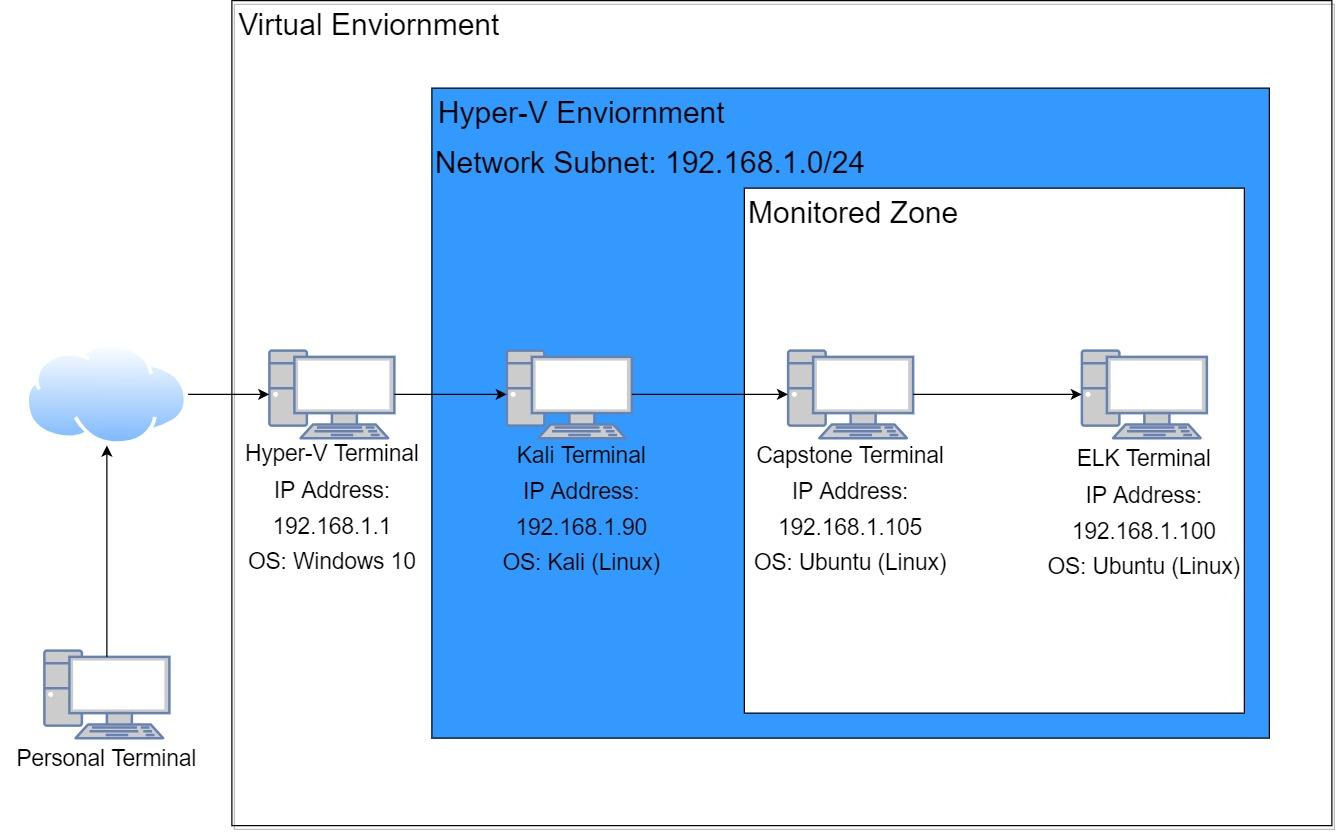 Virtual Enviornment
Hyper-V Enviornment
Network Subnet: 192.168.1.0/24
Monitored Zone
Hyper-V Terminal
IP Address:
192.168.1.1
OS: Windows 10
Kali Terminal
IP Address:
192.168.1.90
OS: Kali (Linux)
Capstone Terminal
IP Address:
192.168.1.105
OS: Ubuntu (Linux)
ELK Terminal
IP Address:
192.168.1.100
OS: Ubuntu (Linux)
Personal Terminal